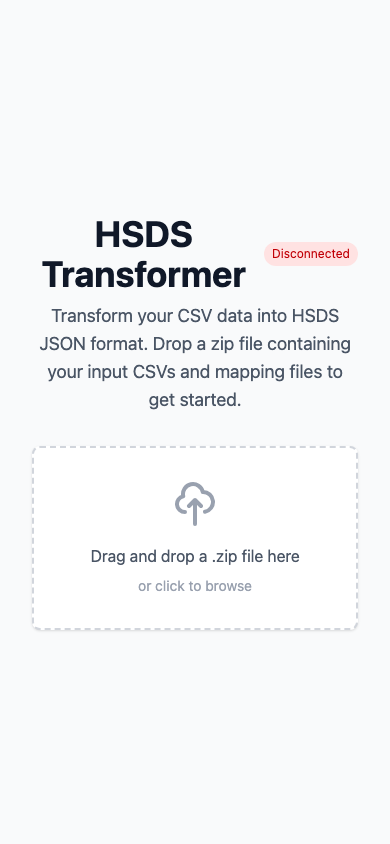 HSDS
Transformer
Disconnected
Transform your CSV data into HSDS
JSON format. Drop a zip file containing
your input CSVs and mapping files to
get started.
Drag and drop a .zip file here
or click to browse